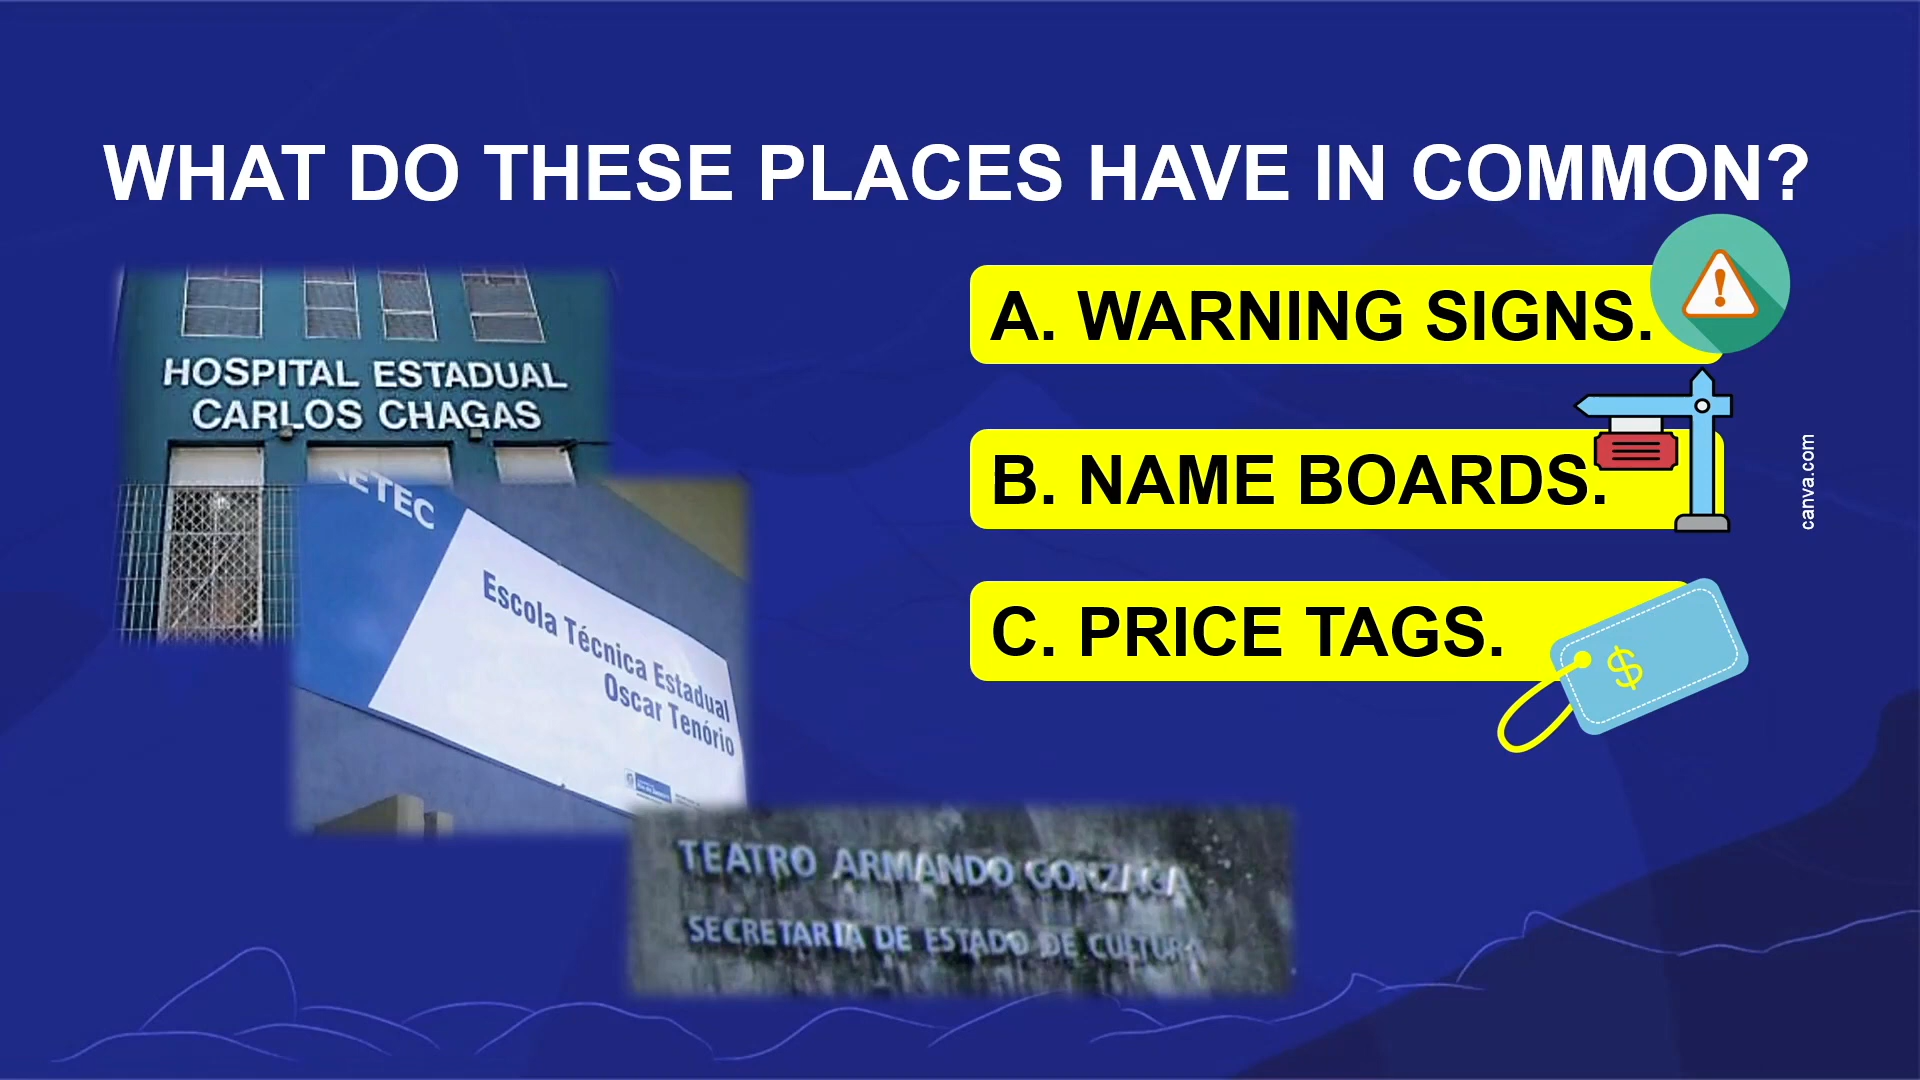 WHAT DO THESE PLACES HAVE IN COMMON?
HOSPITAL ESTADUAL
CARLOS CHAGAS
ETEC
Escola Técnica Estadual
Oscar Tenório
TEATRO ARMANDO GONZAGA
SECRETARIA DE ESTADO DE CULTURA
A. WARNING SIGNS.
B. NAME BOARDS.
C. PRICE TAGS.
$
canva.com